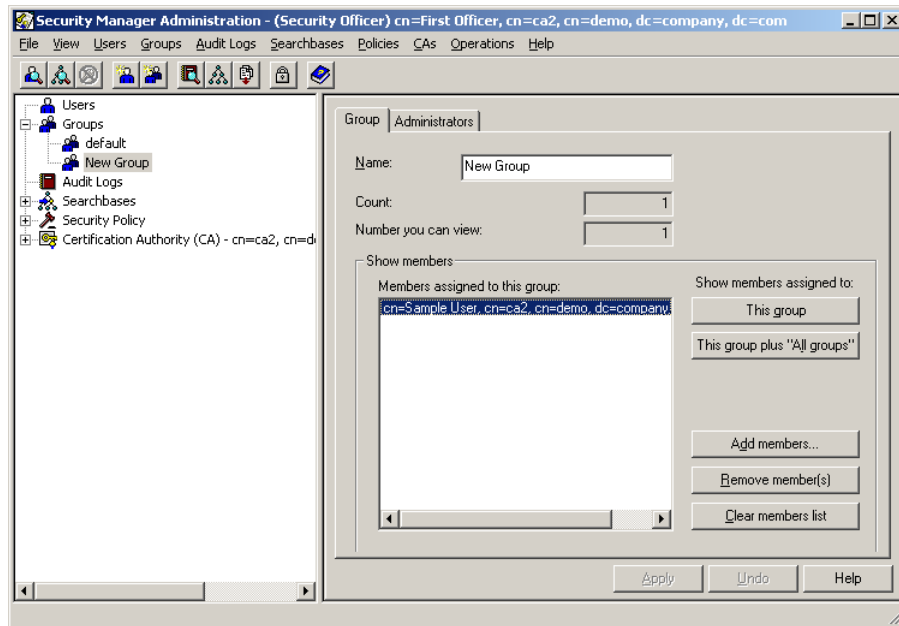 Security Manager Administration - (Security Officer) cn=First Officer, cn=ca2, cn=demo, dc=company, dc=com
File View Users Groups Audit Logs Searchbases Policies CAs Operations Help
Users
Groups
default
New Group
Audit Logs
Searchbases
Security Policy
Certification Authority (CA) - cn=ca2, cn=d
Group Administrators
Name: New Group
Count: 1
Number you can view: 1
Show members
Members assigned to this group:
cn=Sample User, cn=ca2, cn=demo, dc=company,
Show members assigned to:
This group
This group plus "All groups"
Add members...
Remove member(s)
Clear members list
Apply Undo Help